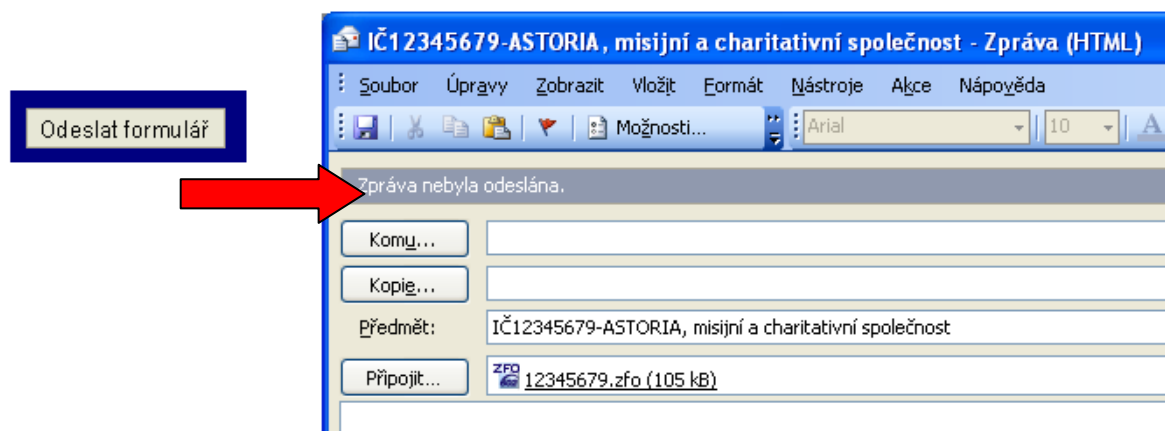 IČ12345679-ASTORIA, misijní a charitativní společnost - Zpráva (HTML)
Soubor Úpravy Zobrazit Vložit Formát Nástroje Akce Nápověda
Možnosti... Arial 10 A
Odeslat formulář
Zpráva nebyla odeslána.
Komu...
Kopie...
Předmět: IČ12345679-ASTORIA, misijní a charitativní společnost
Připojit... ZFO 12345679.zfo (105 kB)